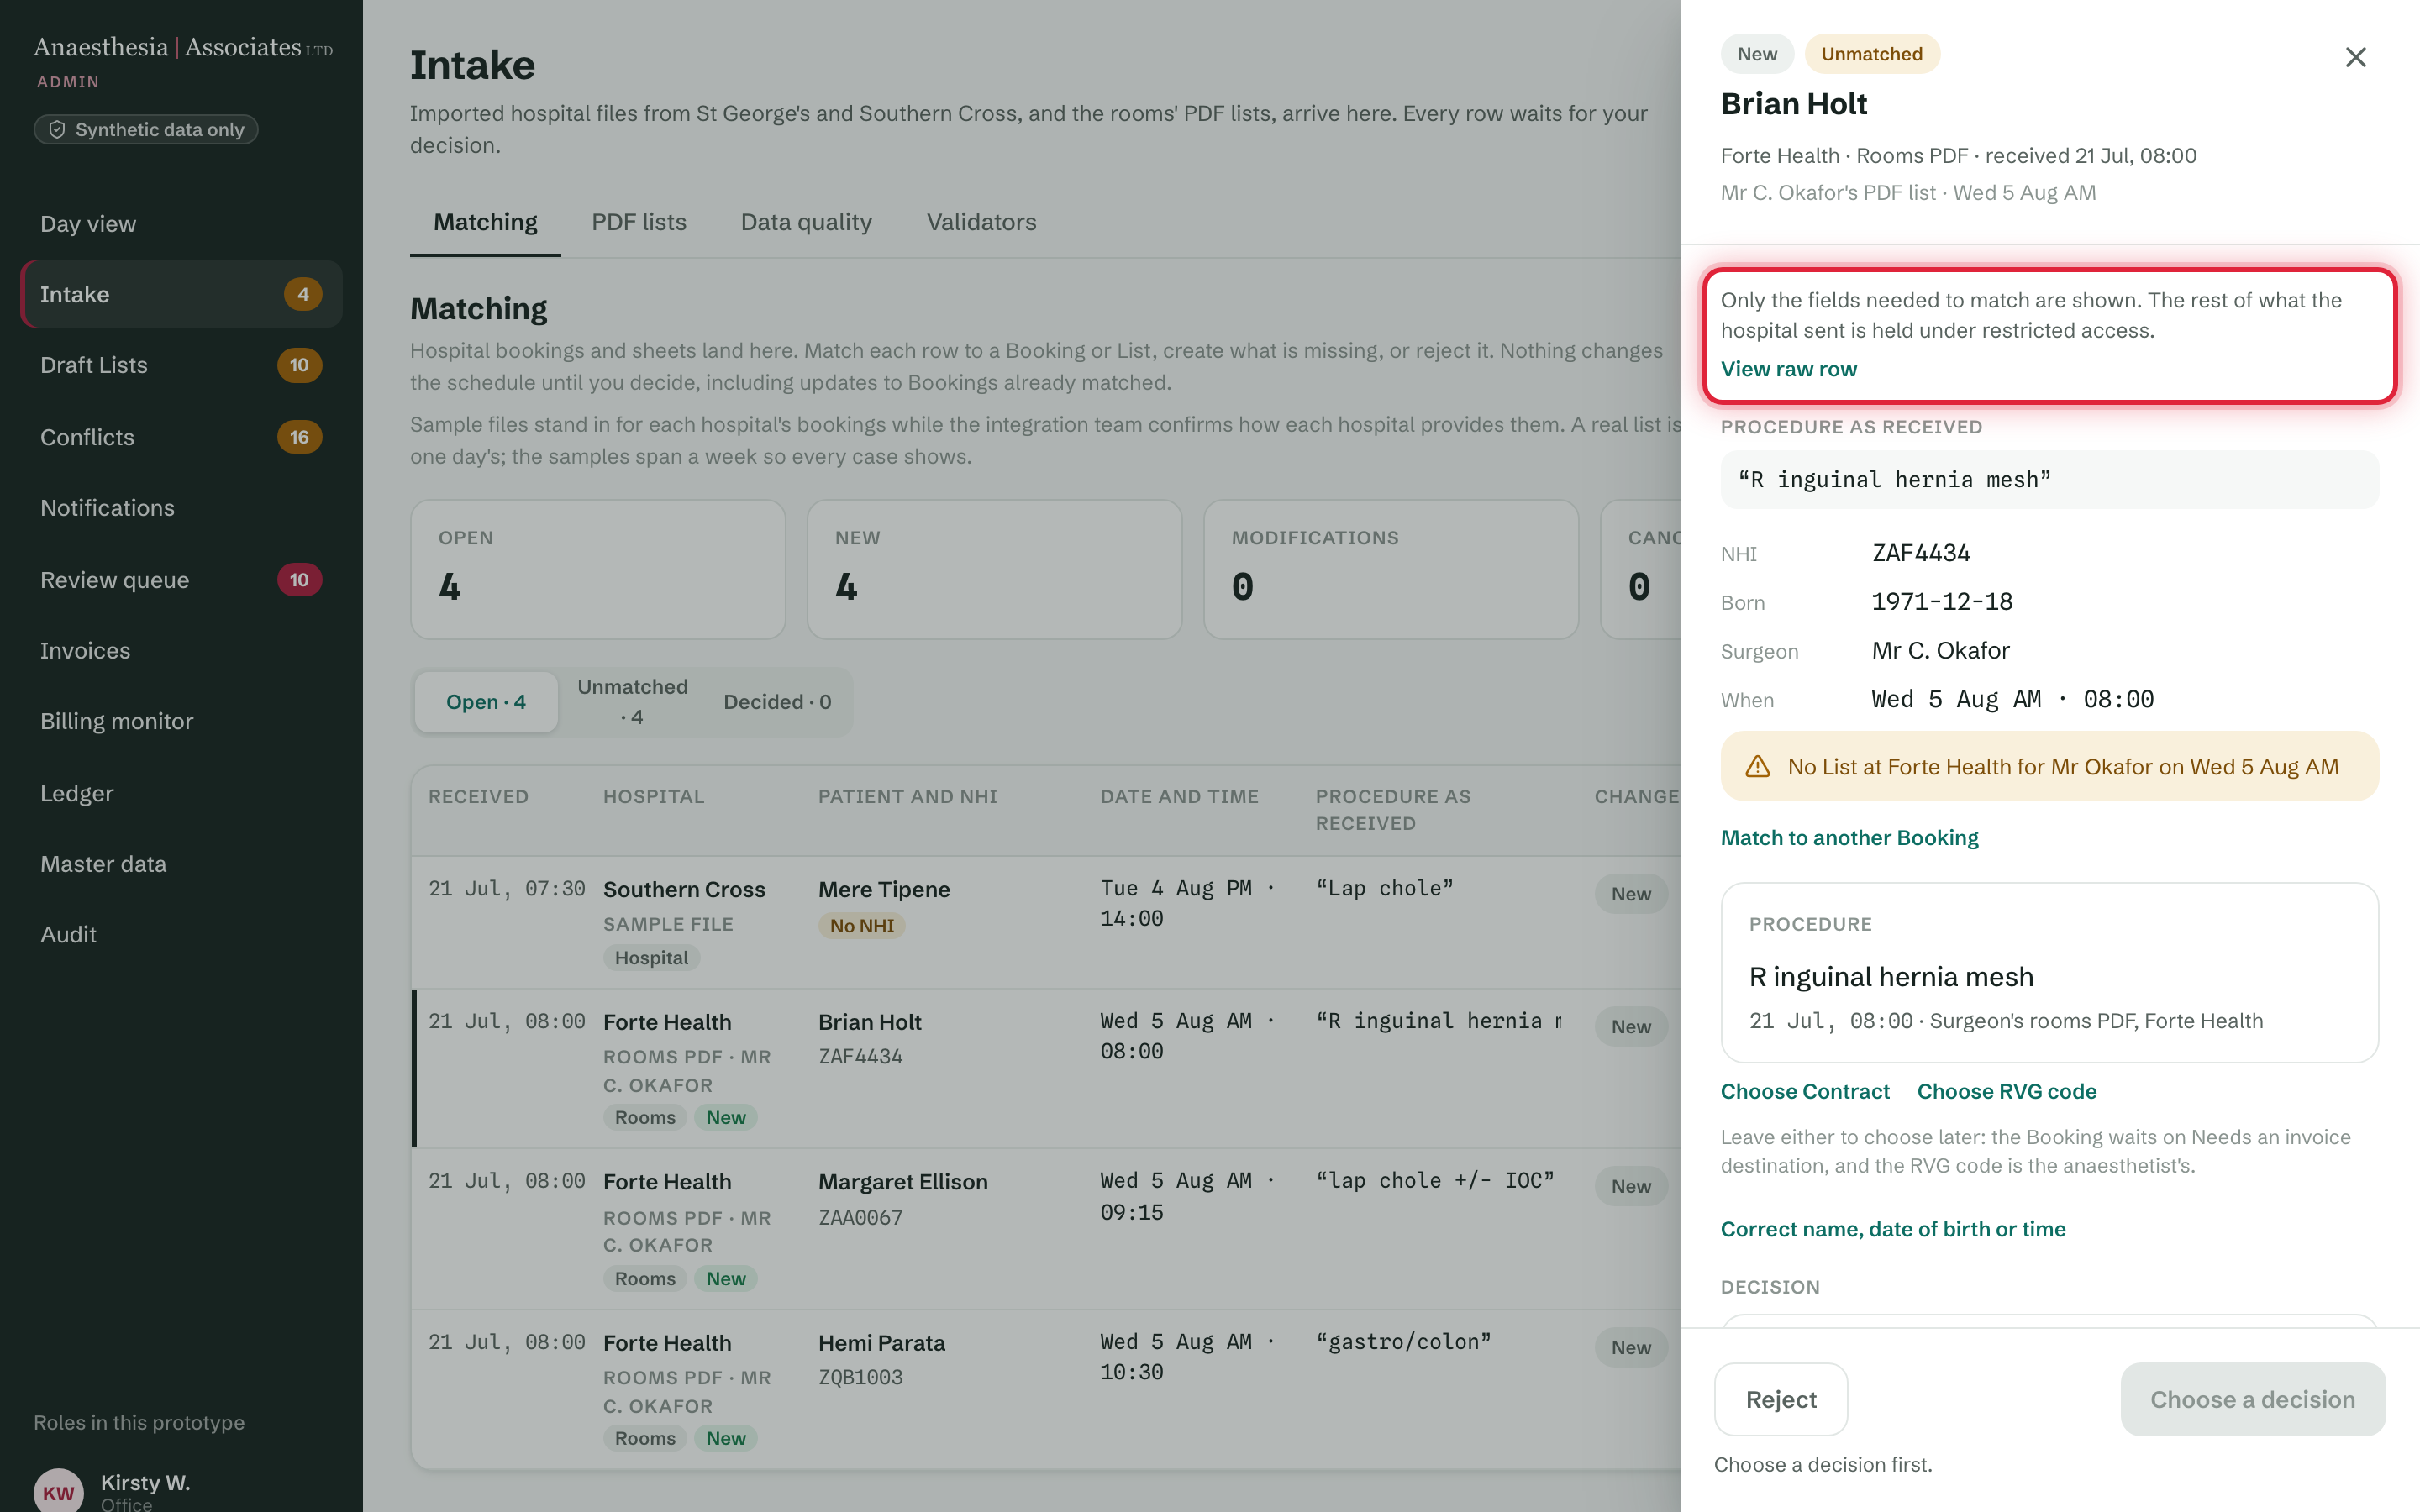 Anaesthesia | Associates LTD
ADMIN
Synthetic data only
Day view
Intake 4
Draft Lists 10
Conflicts 16
Notifications
Review queue 10
Invoices
Billing monitor
Ledger
Master data
Audit
Roles in this prototype
KW Kirsty W.
Office
Intake
Imported hospital files from St George's and Southern Cross, and the rooms' PDF lists, arrive here. Every row waits for your
decision.
Matching PDF lists Data quality Validators
Matching
Hospital bookings and sheets land here. Match each row to a Booking or List, create what is missing, or reject it. Nothing changes
the schedule until you decide, including updates to Bookings already matched.
Sample files stand in for each hospital's bookings while the integration team confirms how each hospital provides them. A real list is
one day's; the samples span a week so every case shows.
OPEN NEW MODIFICATIONS CANC
4 4 0 0
Open · 4 Unmatched · 4 Decided · 0
RECEIVED HOSPITAL PATIENT AND NHI DATE AND TIME PROCEDURE AS RECEIVED CHANGE
21 Jul, 07:30 Southern Cross Mere Tipene Tue 4 Aug PM · “Lap chole” New
SAMPLE FILE No NHI 14:00
Hospital
21 Jul, 08:00 Forte Health Brian Holt Wed 5 Aug AM · “R inguinal hernia New
ROOMS PDF · MR ZAF4434 08:00
C. OKAFOR
Rooms New
21 Jul, 08:00 Forte Health Margaret Ellison Wed 5 Aug AM · “lap chole +/- IOC” New
ROOMS PDF · MR ZAA0067 09:15
C. OKAFOR
Rooms New
21 Jul, 08:00 Forte Health Hemi Parata Wed 5 Aug AM · “gastro/colon” New
ROOMS PDF · MR ZQB1003 10:30
C. OKAFOR
Rooms New
New Unmatched
Brian Holt
Forte Health · Rooms PDF · received 21 Jul, 08:00
Mr C. Okafor's PDF list · Wed 5 Aug AM
Only the fields needed to match are shown. The rest of what the
hospital sent is held under restricted access.
View raw row
PROCEDURE AS RECEIVED
“R inguinal hernia mesh”
NHI ZAF4434
Born 1971-12-18
Surgeon Mr C. Okafor
When Wed 5 Aug AM · 08:00
No List at Forte Health for Mr Okafor on Wed 5 Aug AM
Match to another Booking
PROCEDURE
R inguinal hernia mesh
21 Jul, 08:00 · Surgeon's rooms PDF, Forte Health
Choose Contract Choose RVG code
Leave either to choose later: the Booking waits on Needs an invoice
destination, and the RVG code is the anaesthetist's.
Correct name, date of birth or time
DECISION
Reject Choose a decision
Choose a decision first.